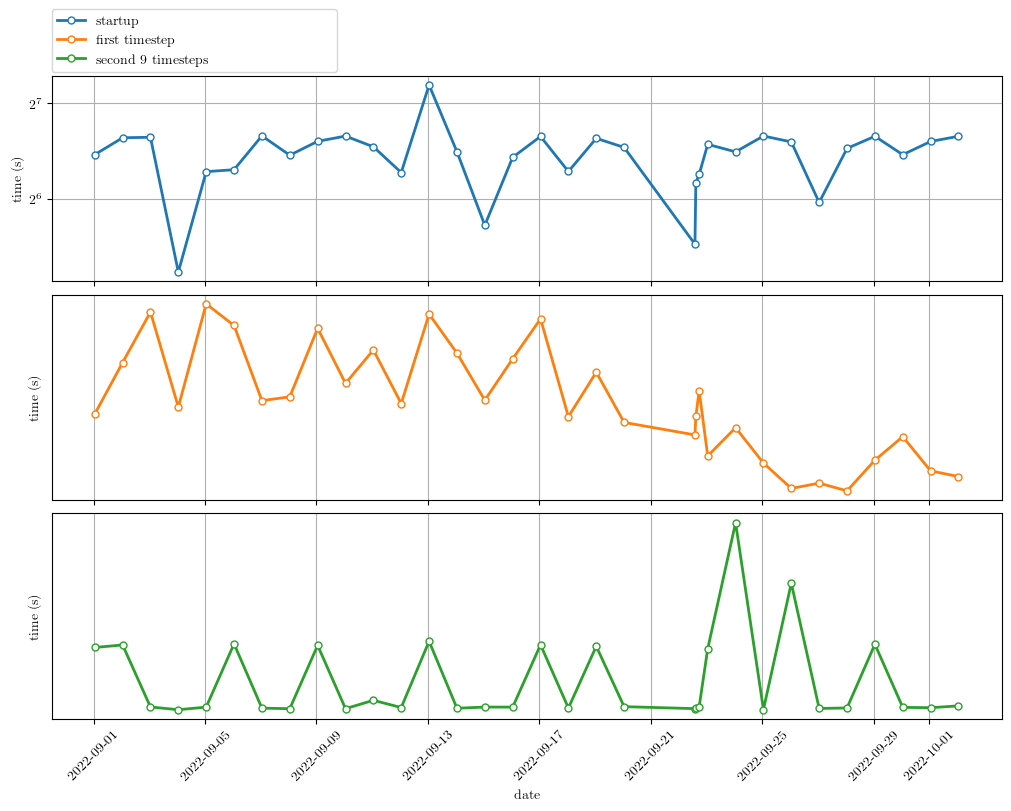 startup
first timestep
second 9 timesteps
2^7
2^6
time (s)
time (s)
time (s)
2022-09-01
2022-09-05
2022-09-09
2022-09-13
2022-09-17
2022-09-21
2022-09-25
2022-09-29
2022-10-01
date